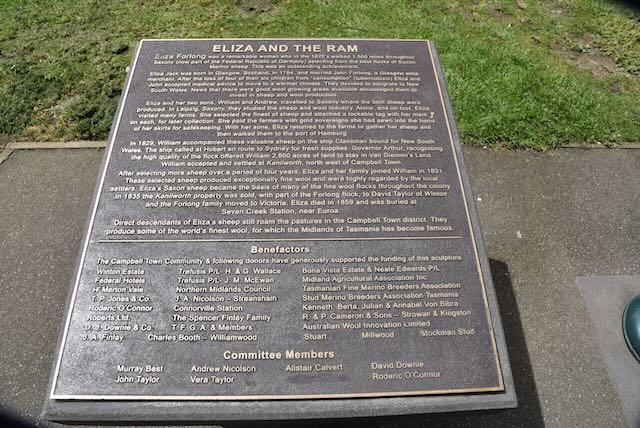 ELIZA AND THE RAM
Eliza Forlong was a remarkable woman who in the 1820's walked 1,500 miles throughout
Saxony (now part of the Federal Republic of Germany) selecting from the best flocks of Saxon
Merino sheep. This was an outstanding achievement.
Eliza Jack was born in Glasgow, Scotland, in 1784, and married John Forlong, a Glasgow wine
merchant. After the loss of four of their six children from "consumption" (tuberculosis) Eliza and
John accepted medical advice to move to a warmer climate. They decided to emigrate to New
South Wales. News that there were good wool growing areas available encouraged them to
invest in sheep and wool production.
Eliza and her two sons, William and Andrew, travelled to Saxony where the best sheep were
produced. In Leipzig, Saxony, they studied the sheep and wool industry. Alone, and on foot, Eliza
visited many farms. She selected the finest of sheep and attached a lockable tag with her mark F
on each, for later collection. She paid the farmers with gold sovereigns she had sewn into the hems
of her skirts for safekeeping. With her sons, Eliza returned to the farms to gather her sheep and
then walked them to the port of Hamburg.
In 1829, William accompanied these valuable sheep on the ship Clansman bound for New South
Wales. The ship called at Hobart en route to Sydney for fresh supplies. Governor Arthur, recognising
the high quality of the flock offered William 2,600 acres of land to stay in Van Diemen's Land.
William accepted and settled at Kenilworth, north west of Campbell Town.
After selecting more sheep over a period of four years, Eliza and her family joined William in 1831.
These selected sheep produced exceptionally fine wool and were highly regarded by the local
settlers. Eliza's Saxon sheep became the basis of many of the fine wool flocks throughout the colony.
In 1835 the Kenilworth property was sold, with part of the Forlong flock, to David Taylor of Winton
and the Forlong family moved to Victoria. Eliza died in 1859 and was buried at
Seven Creek Station, near Euroa.
Direct descendants of Eliza's sheep still roam the pastures in the Campbell Town district. They
produce some of the world's finest wool, for which the Midlands of Tasmania has become famous.
Benefactors
The Campbell Town Community & following donors have generously supported the funding of this sculpture
Winton Estate Trefusis P/L- H. & G. Wallace Bona Vista Estate & Neale Edwards P/L
Federal Hotels Trefusis P/L- J. M. McEwan Midland Agricultural Association Inc
H Merton Vale Northern Midlands Council Tasmanian Fine Merino Breeders Association
T. P. Jones & Co. J. A. Nicolson – Streanshalh Stud Merino Breeders Association Tasmania
Roderic O'Connor Connorville Station Kenneth, Berta, Julian & Annabel Von Bibra
Roberts Ltd. The Spencer Finlay Family R. & P. Cameron & Sons – Strowan & Kingston
D. J. Downie & Co. T. F. G. A. & Members Australian Wool Innovation Limited
J. A. Finlay Charles Booth – Williamwood Stuart Millwood Stockman Stud
Committee Members
Murray Best Andrew Nicolson Alistair Calvert David Downie
John Taylor Vera Taylor Roderic O'Connor